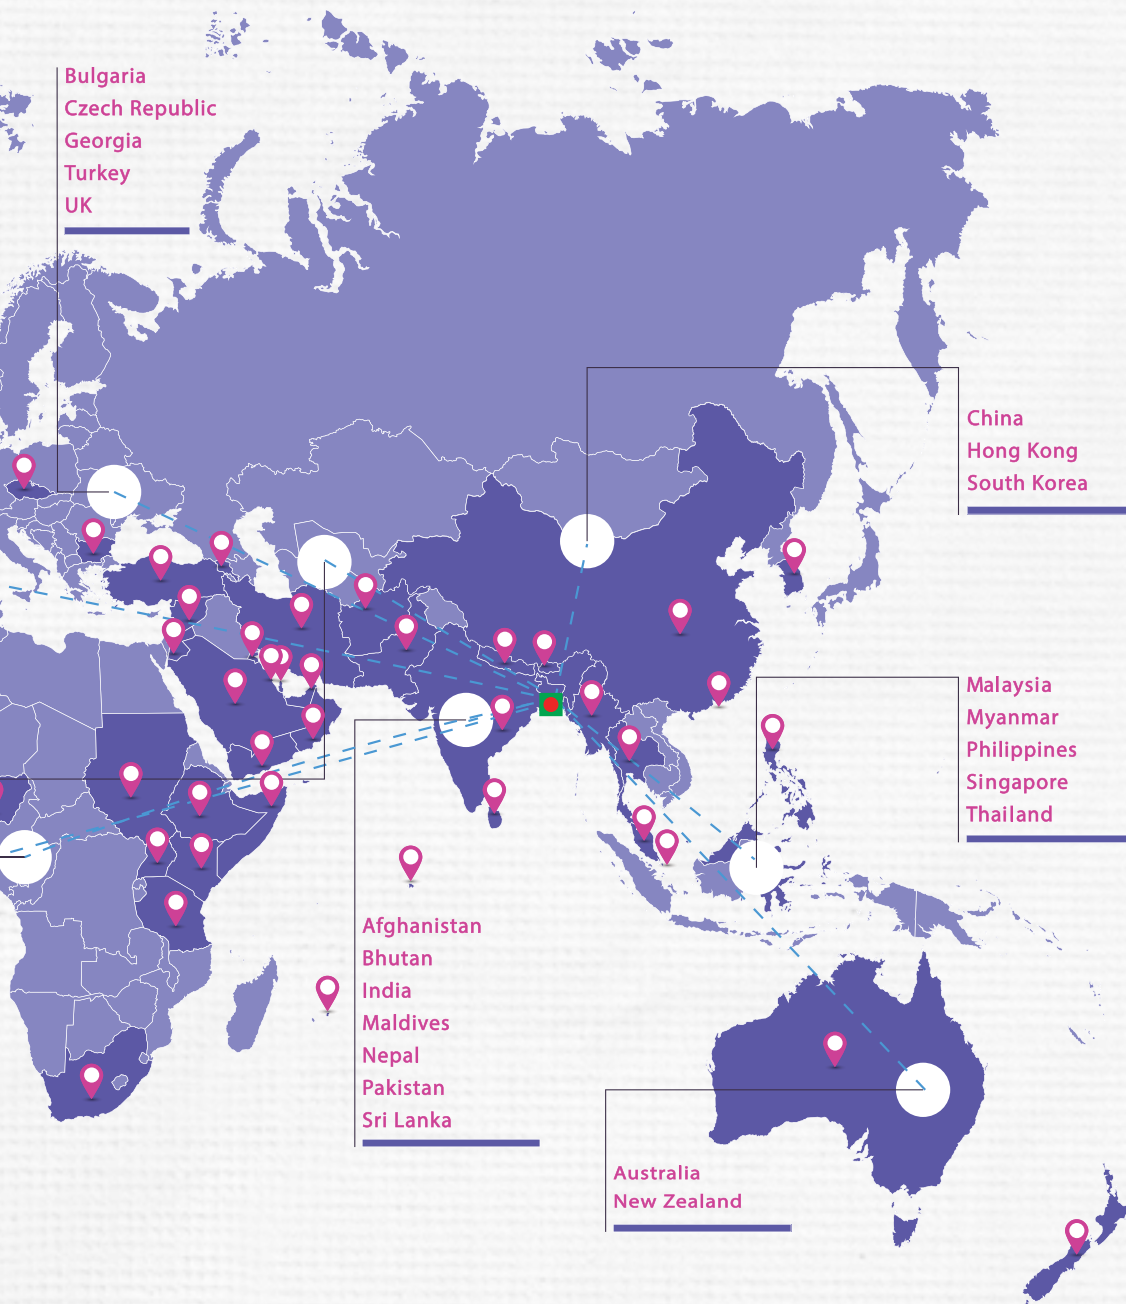 Bulgaria
Czech Republic
Georgia
Turkey
UK
China
Hong Kong
South Korea
Malaysia
Myanmar
Philippines
Singapore
Thailand
Afghanistan
Bhutan
India
Maldives
Nepal
Pakistan
Sri Lanka
Australia
New Zealand